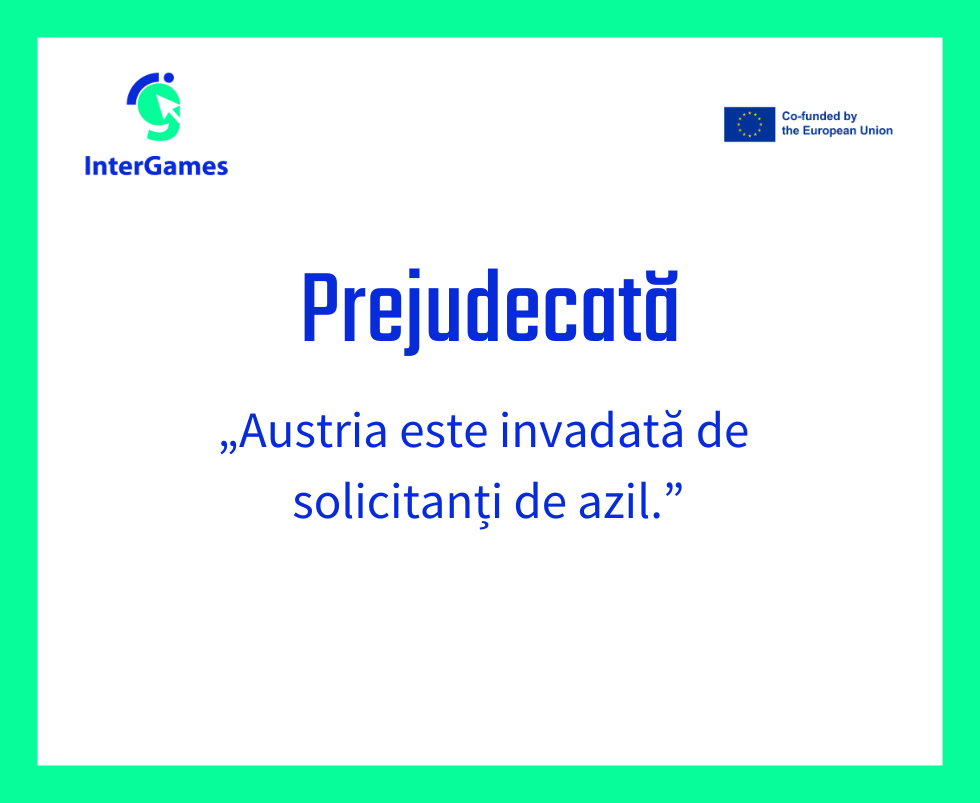 InterGames
Co-funded by
the European Union
Prejudecată
„Austria este invadată de
solicitanți de azil.”